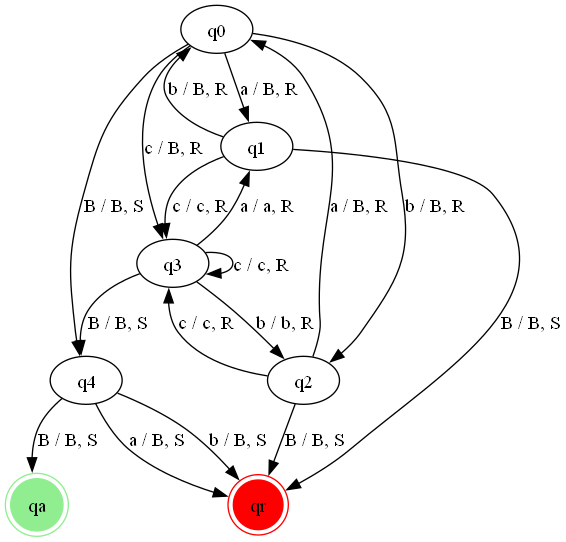 q0
b / B, R
a / B, R
q1
c / B, R
B / B, S
c / c, R
a / a, R
a / B, R
b / B, R
q3
c / c, R
B / B, S
c / c, R
b / b, R
B / B, S
q4
q2
B / B, S
a / B, S
b / B, S
B / B, S
qa
qr